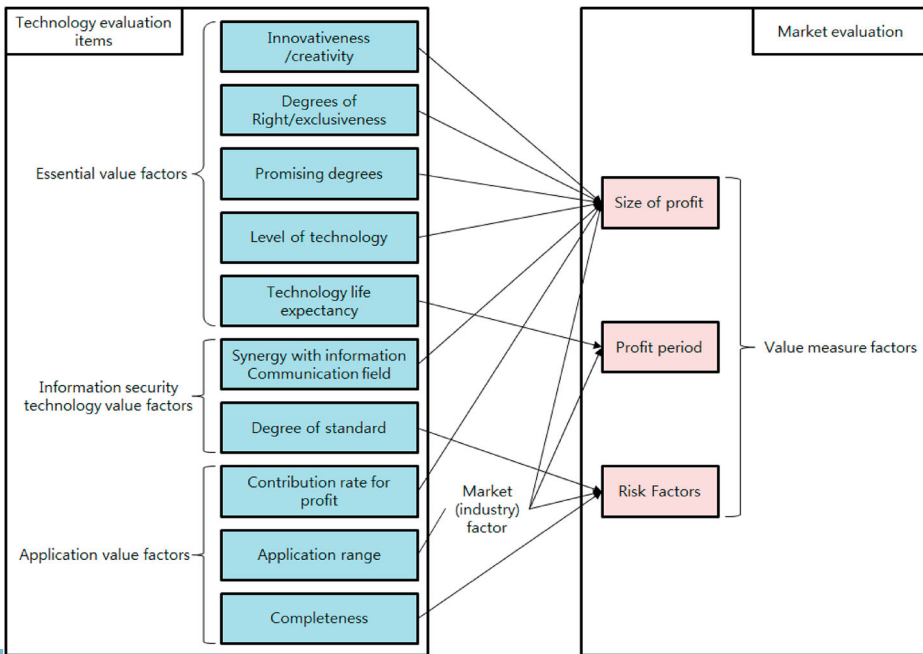 Technology evaluation
items
Innovativeness
/creativity
Degrees of
Right/exclusiveness
Promising degrees
Level of technology
Technology life
expectancy
Essential value factors
Synergy with information
Communication field
Degree of standard
Information security
technology value factors
Contribution rate for
profit
Application range
Completeness
Application value factors
Market
(industry)
factor
Market evaluation
Size of profit
Profit period
Risk Factors
Value measure factors